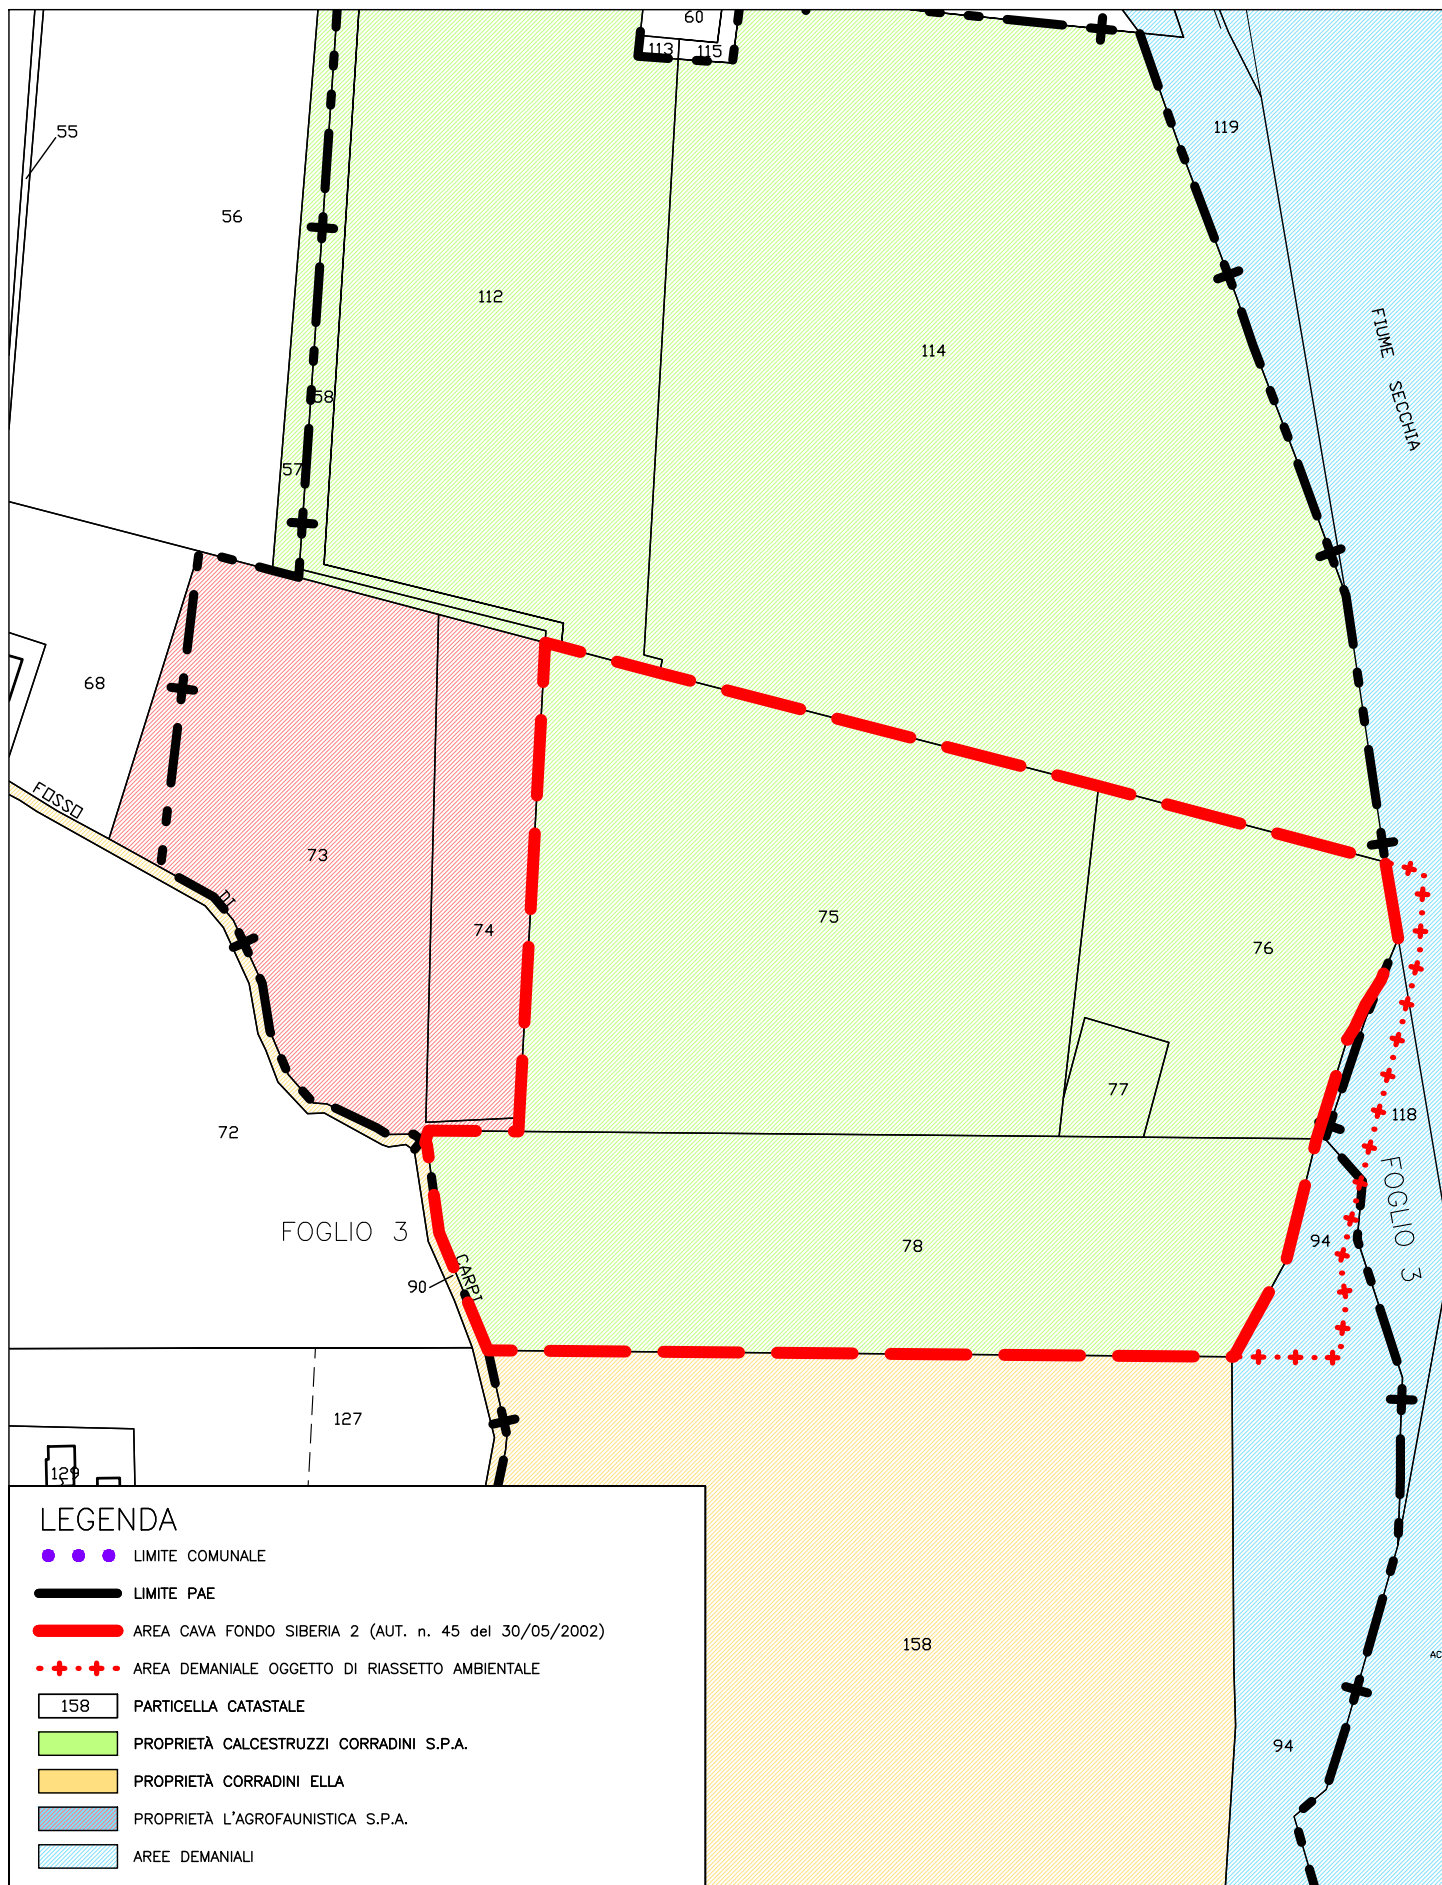 60
113
115
55
119
56
112
FIUME SECCHIA
114
58
57
68
FOSSO
73
DI
75
74
76
77
118
72
FOGLIO 3
FOGLIO 3
94
78
CARPI
90
127
129
158
94
AC
LEGENDA
LIMITE COMUNALE
LIMITE PAE
AREA CAVA FONDO SIBERIA 2 (AUT. n. 45 del 30/05/2002)
AREA DEMANIALE OGGETTO DI RIASSETTO AMBIENTALE
158 PARTICELLA CATASTALE
PROPRIETÀ CALCESTRUZZI CORRADINI S.P.A.
PROPRIETÀ CORRADINI ELLA
PROPRIETÀ L'AGROFAUNISTICA S.P.A.
AREE DEMANIALI